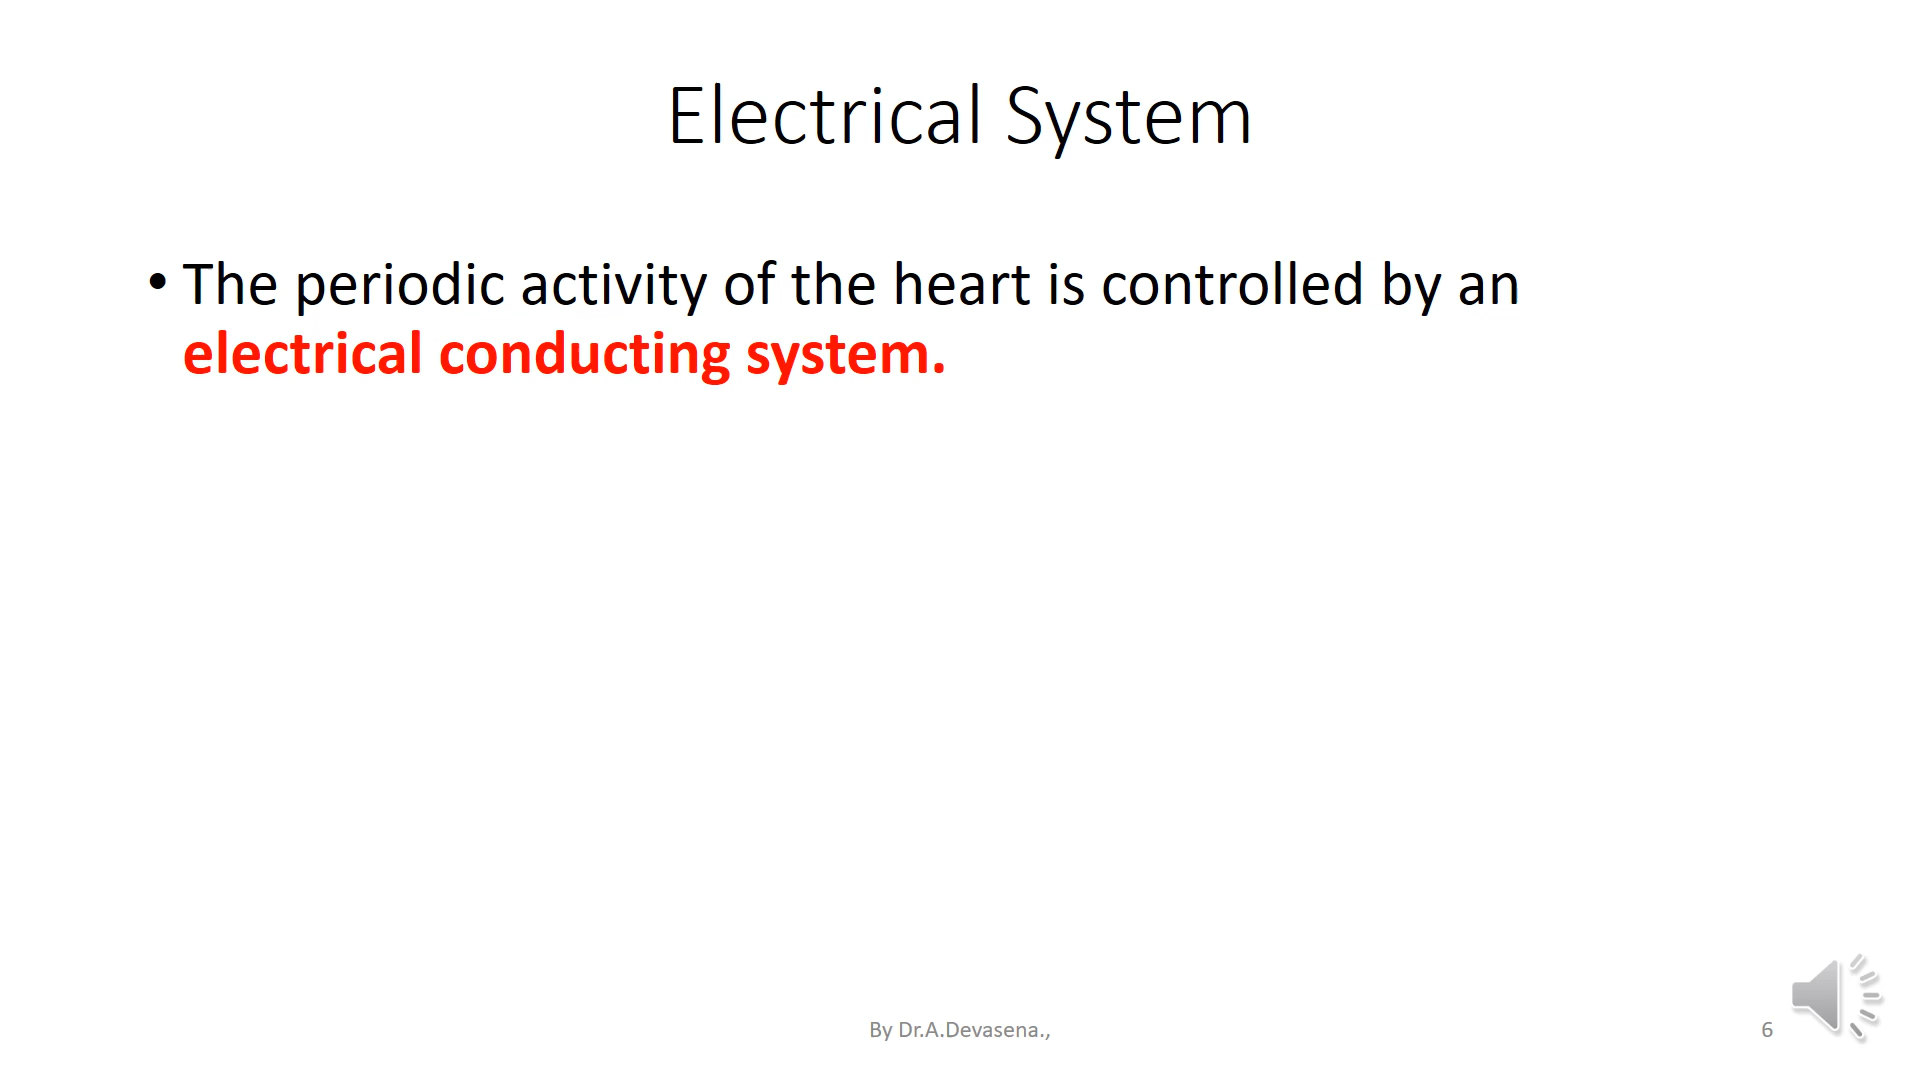 Electrical System
• The periodic activity of the heart is controlled by an
electrical conducting system.
By Dr.A.Devasena.,
6